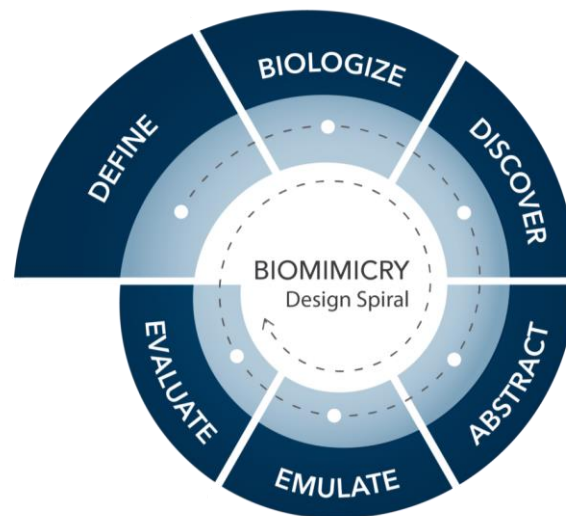 DEFINE
BIOLOGIZE
DISCOVER
ABSTRACT
EMULATE
EVALUATE
BIOMIMICRY
Design Spiral